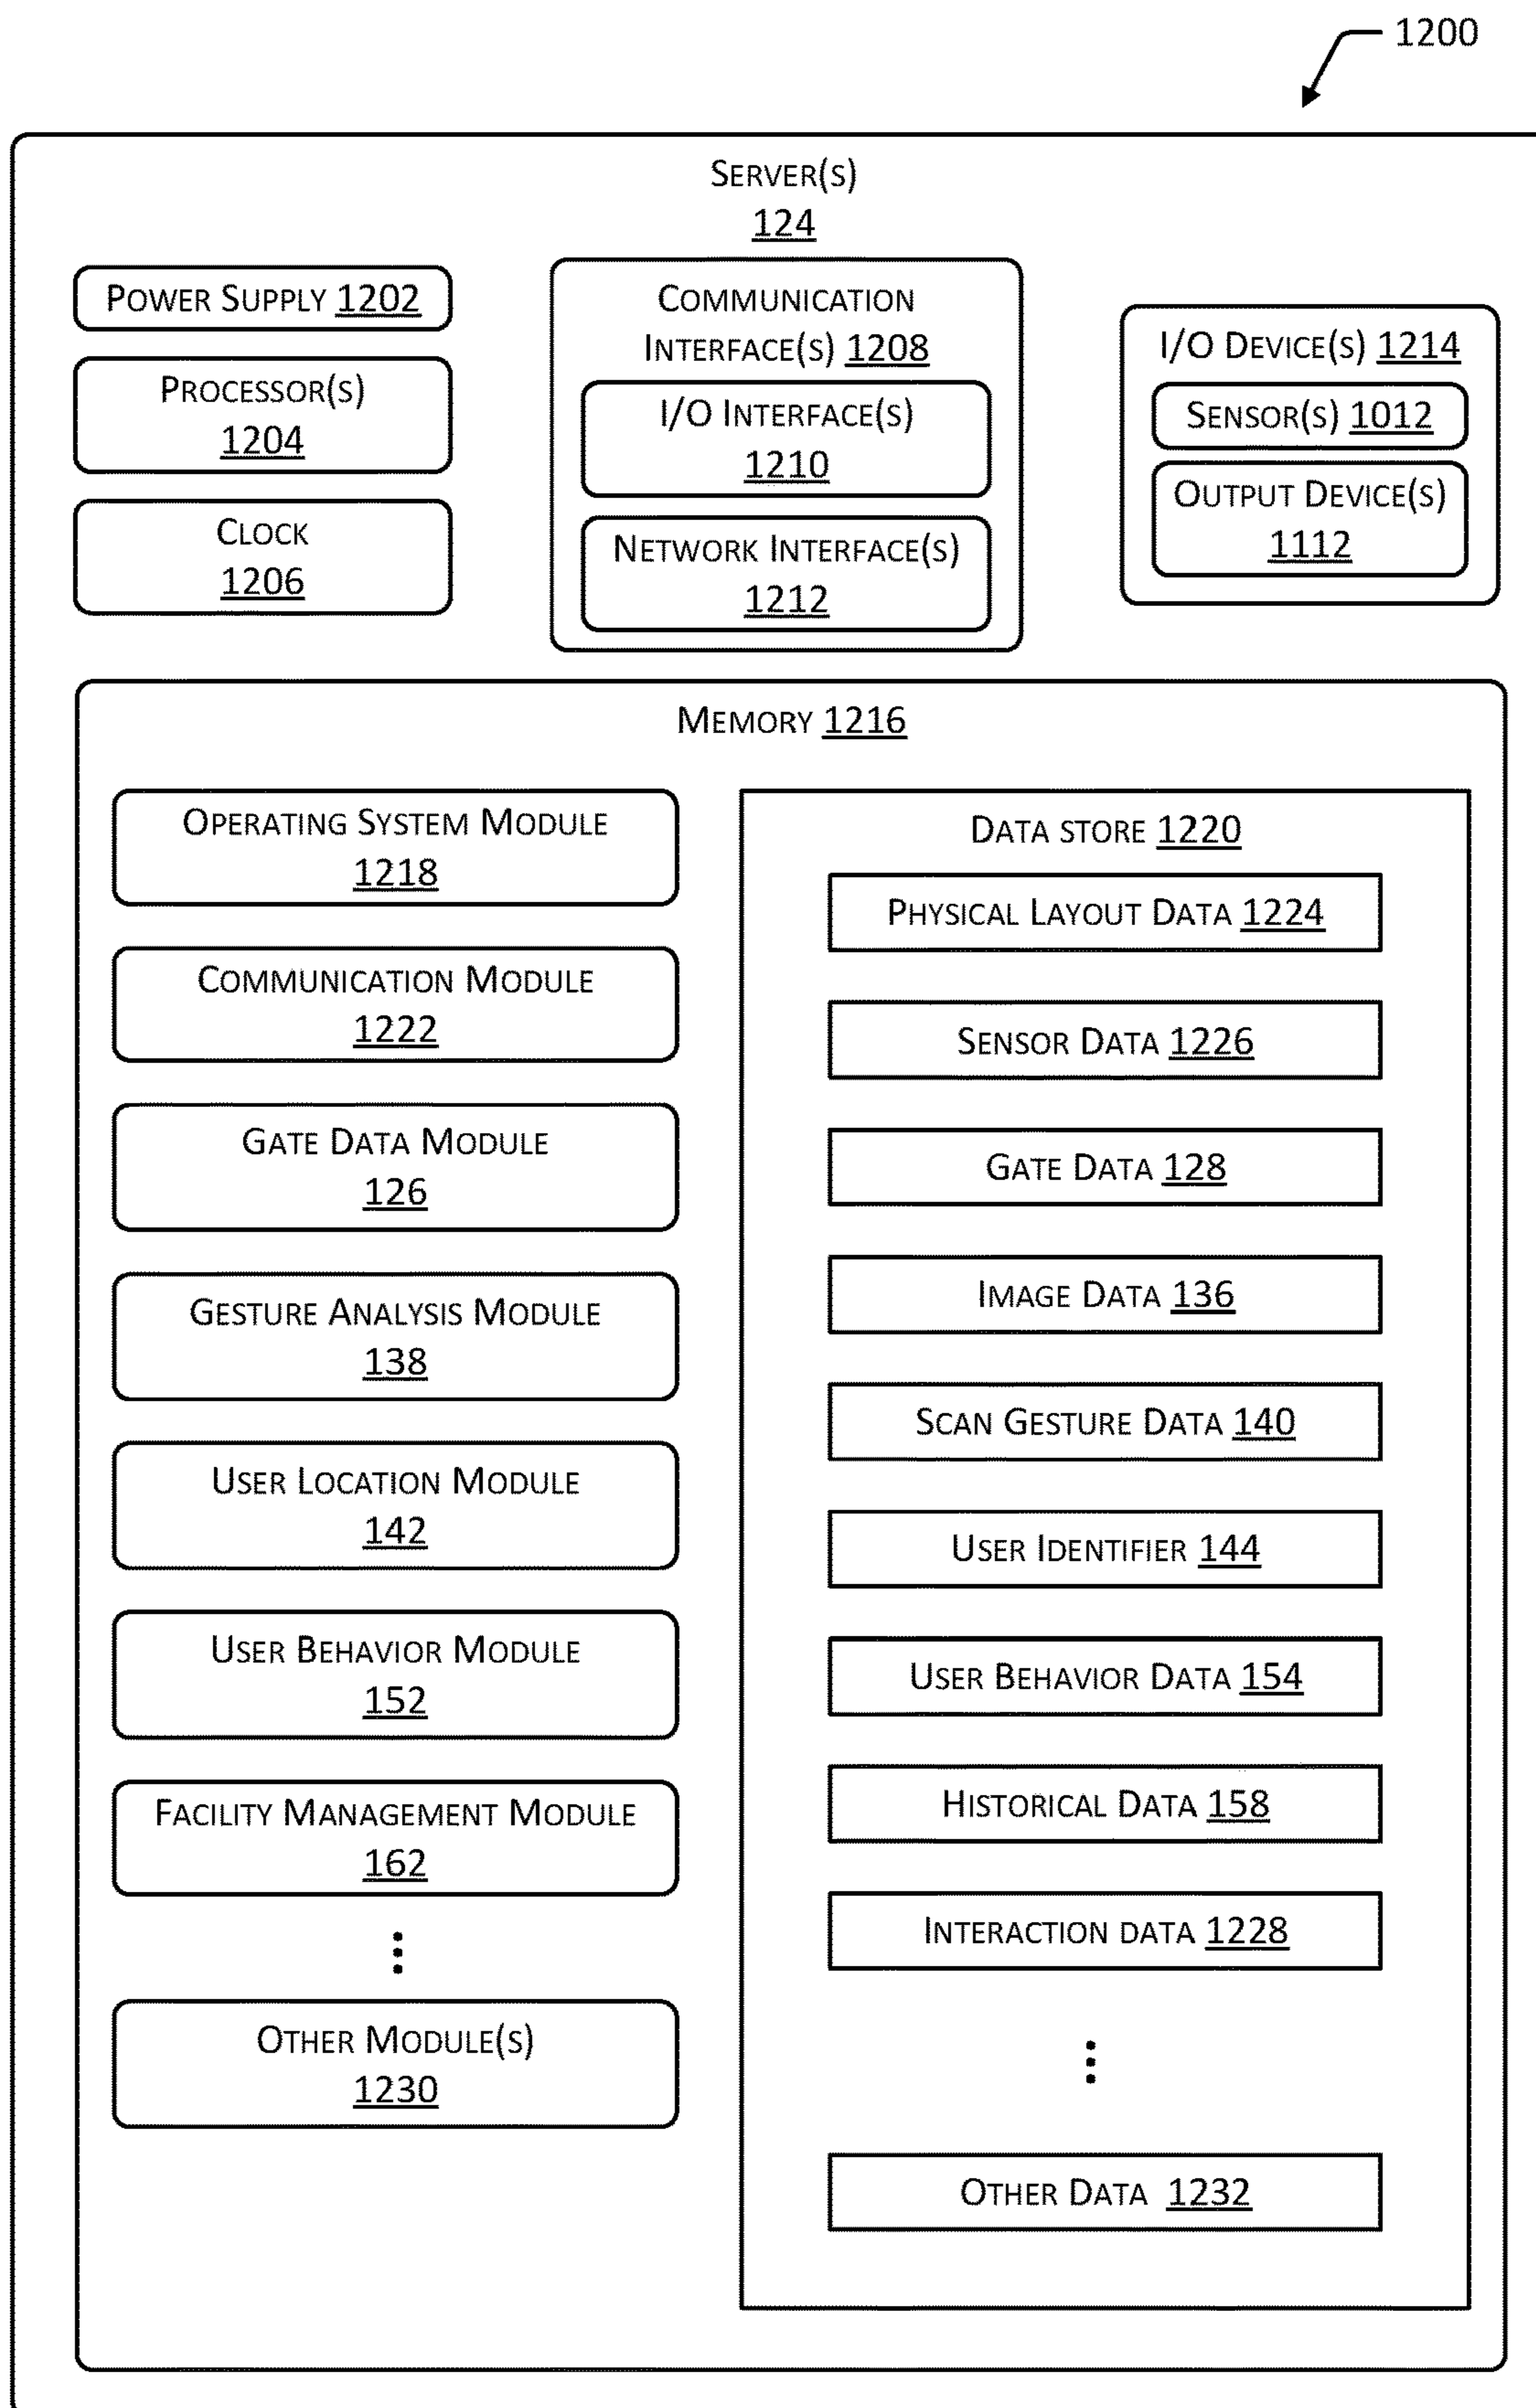 1200
SERVER(S)
124
POWER SUPPLY 1202
PROCESSOR(S)
1204
CLOCK
1206
COMMUNICATION
INTERFACE(S) 1208
I/O INTERFACE(S)
1210
NETWORK INTERFACE(S)
1212
I/O DEVICE(S) 1214
SENSOR(S) 1012
OUTPUT DEVICE(S)
1112
MEMORY 1216
OPERATING SYSTEM MODULE
1218
COMMUNICATION MODULE
1222
GATE DATA MODULE
126
GESTURE ANALYSIS MODULE
138
USER LOCATION MODULE
142
USER BEHAVIOR MODULE
152
FACILITY MANAGEMENT MODULE
162
OTHER MODULE(S)
1230
DATA STORE 1220
PHYSICAL LAYOUT DATA 1224
SENSOR DATA 1226
GATE DATA 128
IMAGE DATA 136
SCAN GESTURE DATA 140
USER IDENTIFIER 144
USER BEHAVIOR DATA 154
HISTORICAL DATA 158
INTERACTION DATA 1228
OTHER DATA 1232